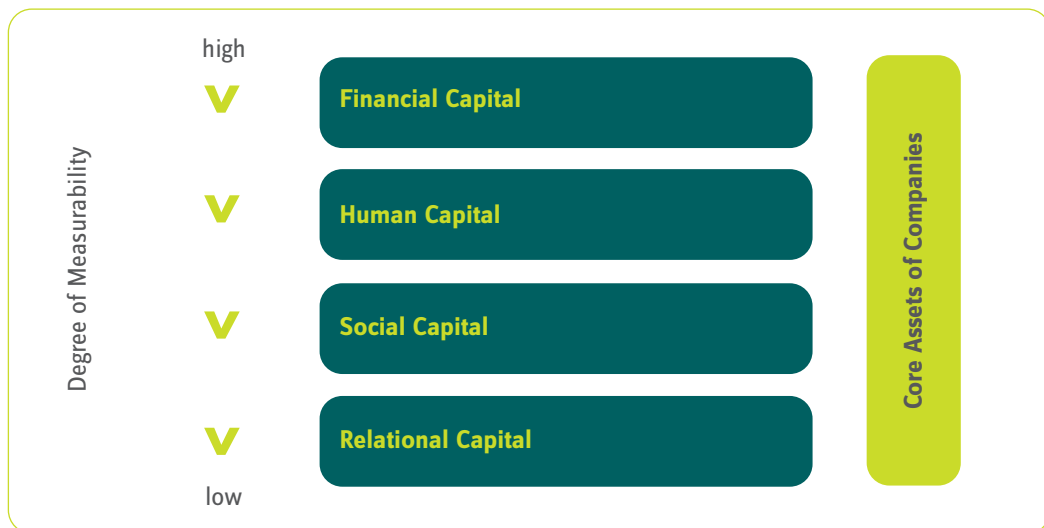 high
Financial Capital
Human Capital
Social Capital
Relational Capital
low
Degree of Measurability
Core Assets of Companies